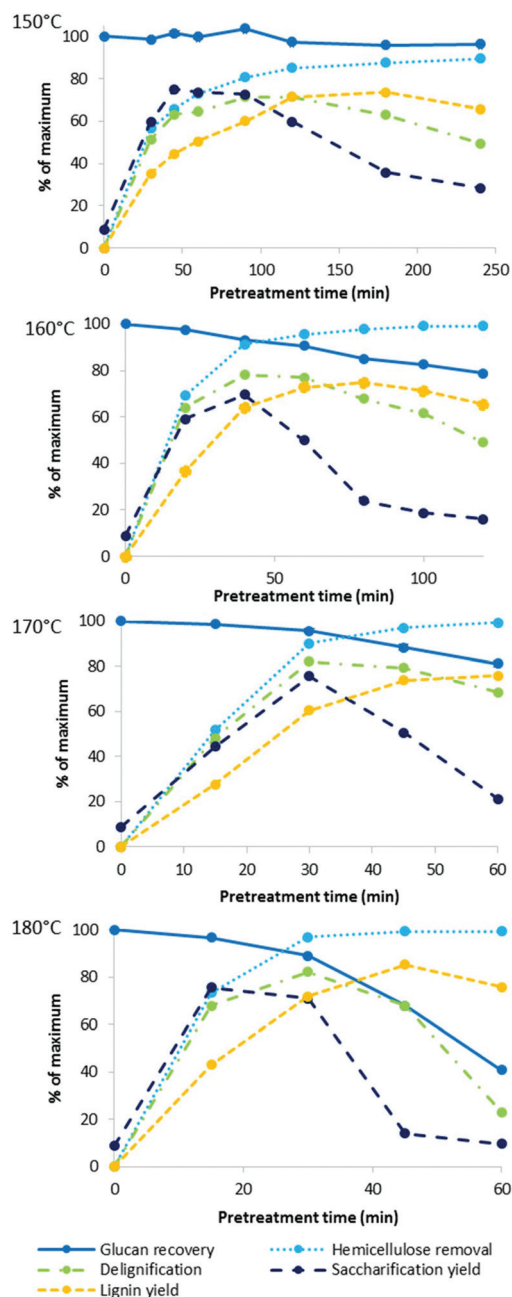 150°C
% of maximum
100
80
60
40
20
0
0 50 100 150 200 250
Pretreatment time (min)
160°C
% of maximum
100
80
60
40
20
0
0 50 100
Pretreatment time (min)
170°C
% of maximum
100
80
60
40
20
0
0 10 20 30 40 50 60
Pretreatment time (min)
180°C
% of maximum
100
80
60
40
20
0
0 20 40 60
Pretreatment time (min)
Glucan recovery Hemicellulose removal
Delignification Saccharification yield
Lignin yield